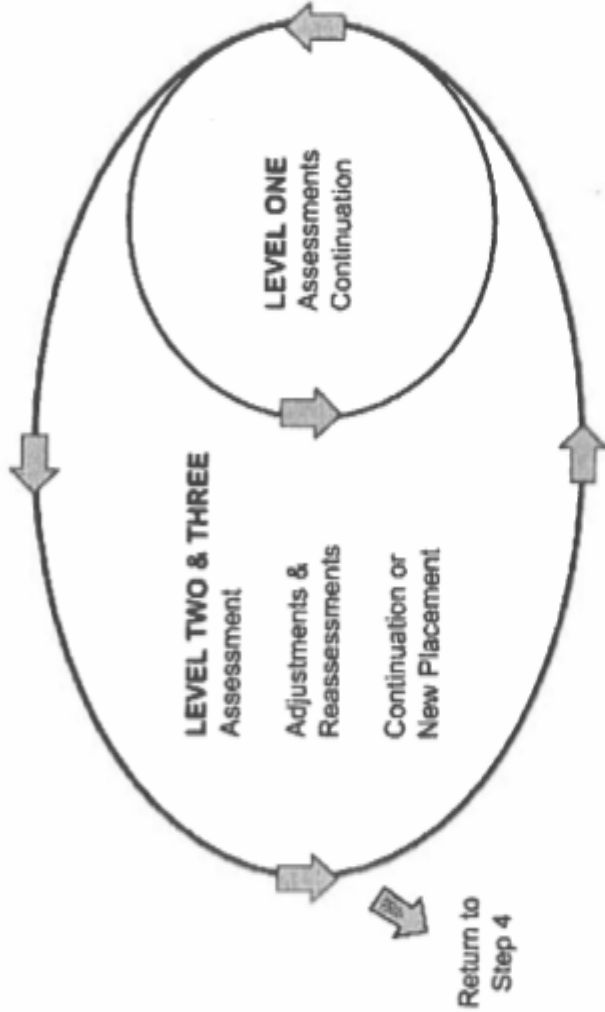 LEVEL ONE
Assessments
Continuation
LEVEL TWO & THREE
Assessment
Adjustments &
Reassessments
Continuation or
New Placement
Return to
Step 4